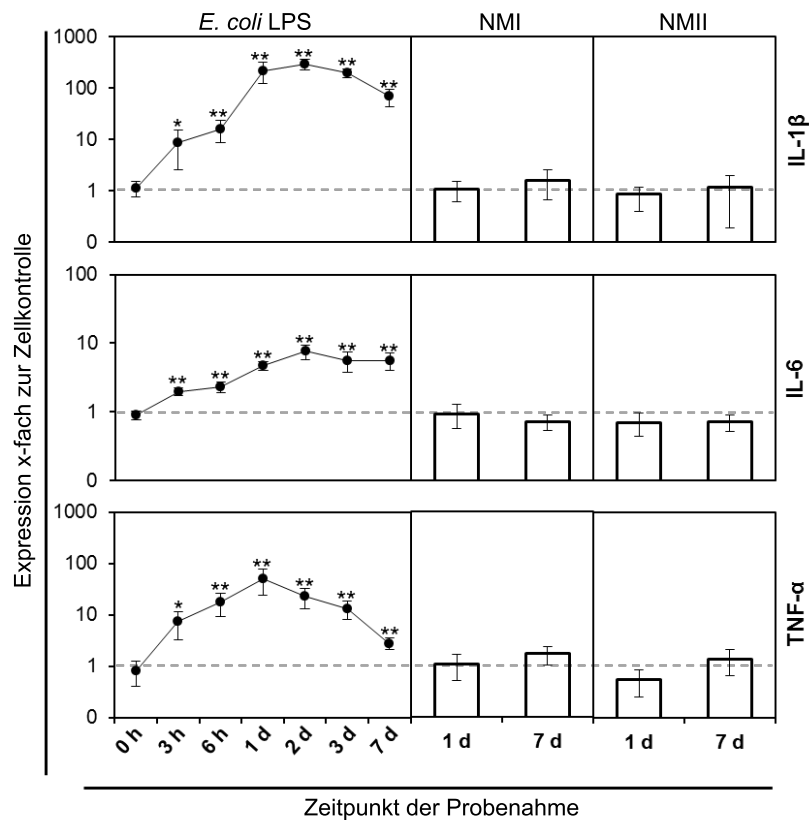 E. coli LPS NMI NMII
Expression x-fach zur Zellkontrolle
1000
100
10
1
0
** ** ** ** ** *
IL-1β
100
10
1
0
** ** ** ** ** **
IL-6
1000
100
10
1
0
** ** ** ** ** *
TNF-α
0 h 3 h 6 h 1 d 2 d 3 d 7 d 1 d 7 d 1 d 7 d
Zeitpunkt der Probenahme